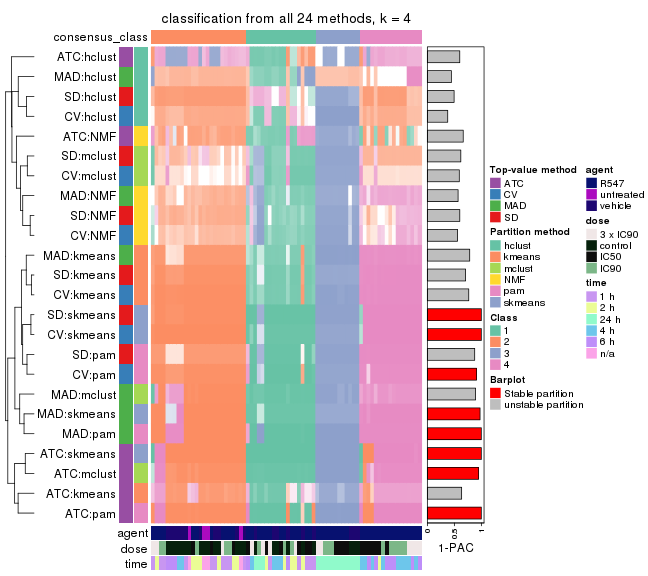 classification from all 24 methods, k = 4
consensus_class
ATC:hclust
MAD:hclust
SD:hclust
CV:hclust
ATC:NMF
SD:mclust
CV:mclust
MAD:NMF
SD:NMF
CV:NMF
MAD:kmeans
SD:kmeans
CV:kmeans
SD:skmeans
CV:skmeans
SD:pam
CV:pam
MAD:mclust
MAD:skmeans
MAD:pam
ATC:skmeans
ATC:mclust
ATC:kmeans
ATC:pam
agent
dose
time
0
0.5
1
1-PAC
Top-value method
ATC
CV
MAD
SD
Partition method
hclust
kmeans
mclust
NMF
pam
skmeans
Class
1
2
3
4
Barplot
Stable partition
unstable partition
agent
R547
untreated
vehicle
dose
3 x IC90
control
IC50
IC90
time
1 h
2 h
24 h
4 h
6 h
n/a